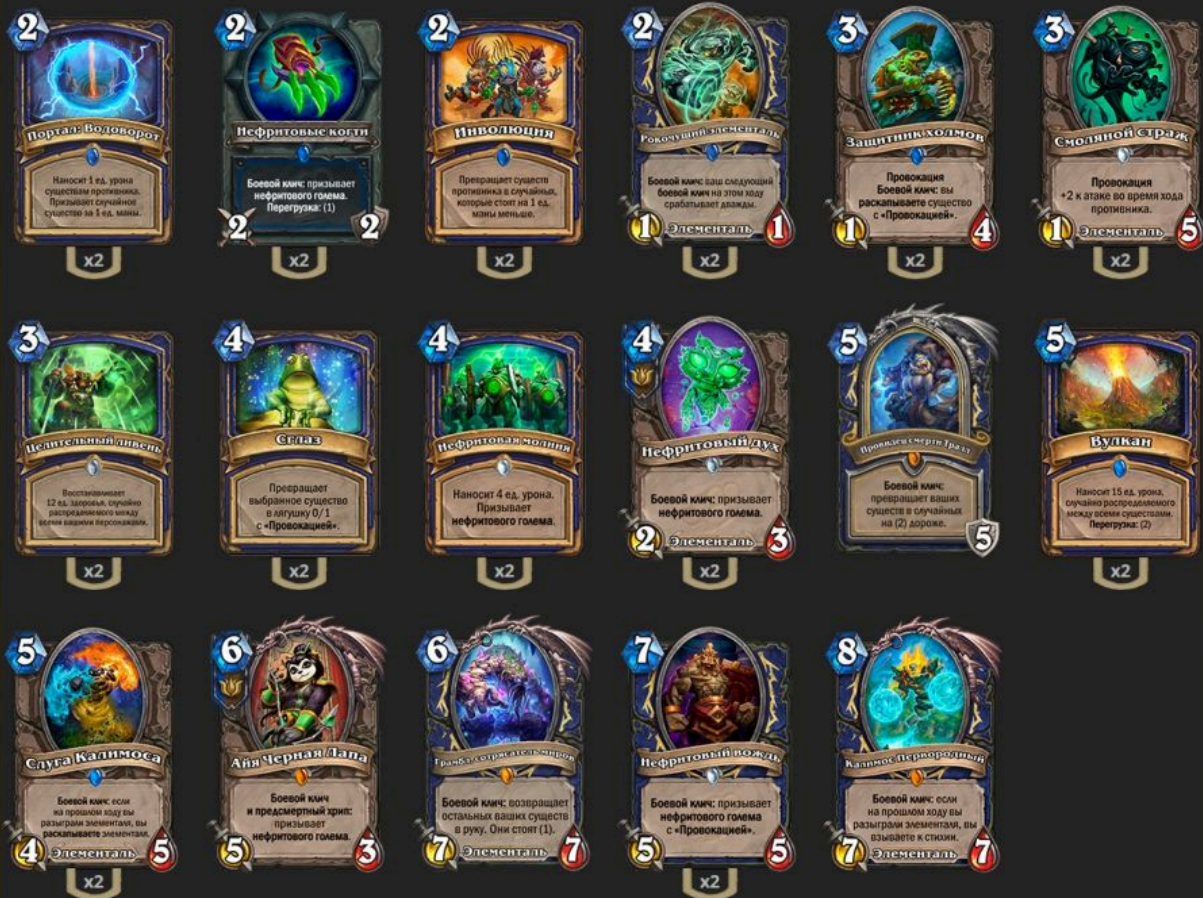 2
Портал: Водоворот
Наносит 1 ед. урона
существам противника.
Призывает случайное
существо за 1 ед. маны.
x2
2
Нефритовые когти
Боевой клич: призывает
нефритового голема.
Перегрузка: (1)
2 2
x2
2
Инволюция
Превращает существ
противника в случайных,
которые стоят на 1 ед.
маны меньше.
x2
2
Рокочущий элементаль
Боевой клич: ваш следующий
боевой клич на этом ходу
срабатывает дважды.
1 Элементаль 1
x2
3
Защитник холмов
Провокация
Боевой клич: вы
раскапываете существо
с «Провокацией».
1 4
x2
3
Смоляной страж
Провокация
+2 к атаке во время хода
противника.
1 Элементаль 5
x2
3
Целительный ливень
Восстанавливает
12 ед. здоровья, случайно
распределяемого между
всеми вашими персонажами.
x2
4
Сглаз
Превращает
выбранное существо
в лягушку 0/1
с «Провокацией».
x2
4
Нефритовая молния
Наносит 4 ед. урона.
Призывает
нефритового голема.
x2
4
Нефритовый дух
Боевой клич: призывает
нефритового голема.
2 Элементаль 3
x2
5
Провидец смерти Тралл
Боевой клич:
превращает ваших
существ в случайных
на (2) дороже.
5
5
Вулкан
Наносит 15 ед. урона,
случайно распределяемого
между всеми существами.
Перегрузка: (2)
x2
5
Слуга Калимоса
Боевой клич: если
на прошлом ходу вы
разыграли элементаля, вы
раскапываете элементаля.
4 Элементаль 5
x2
6
Айя Черная Лапа
Боевой клич
и предсмертный хрип:
призывает
нефритового голема.
5 3
6
Грамбл, сотрясатель миров
Боевой клич: возвращает
остальных ваших существ
в руку. Они стоят (1).
7 7
7
Нефритовый вождь
Боевой клич: призывает
нефритового голема
с «Провокацией».
5 5
x2
8
Калимос Первородный
Боевой клич: если
на прошлом ходу вы
разыграли элементаля, вы
взываете к стихии.
7 Элементаль 7